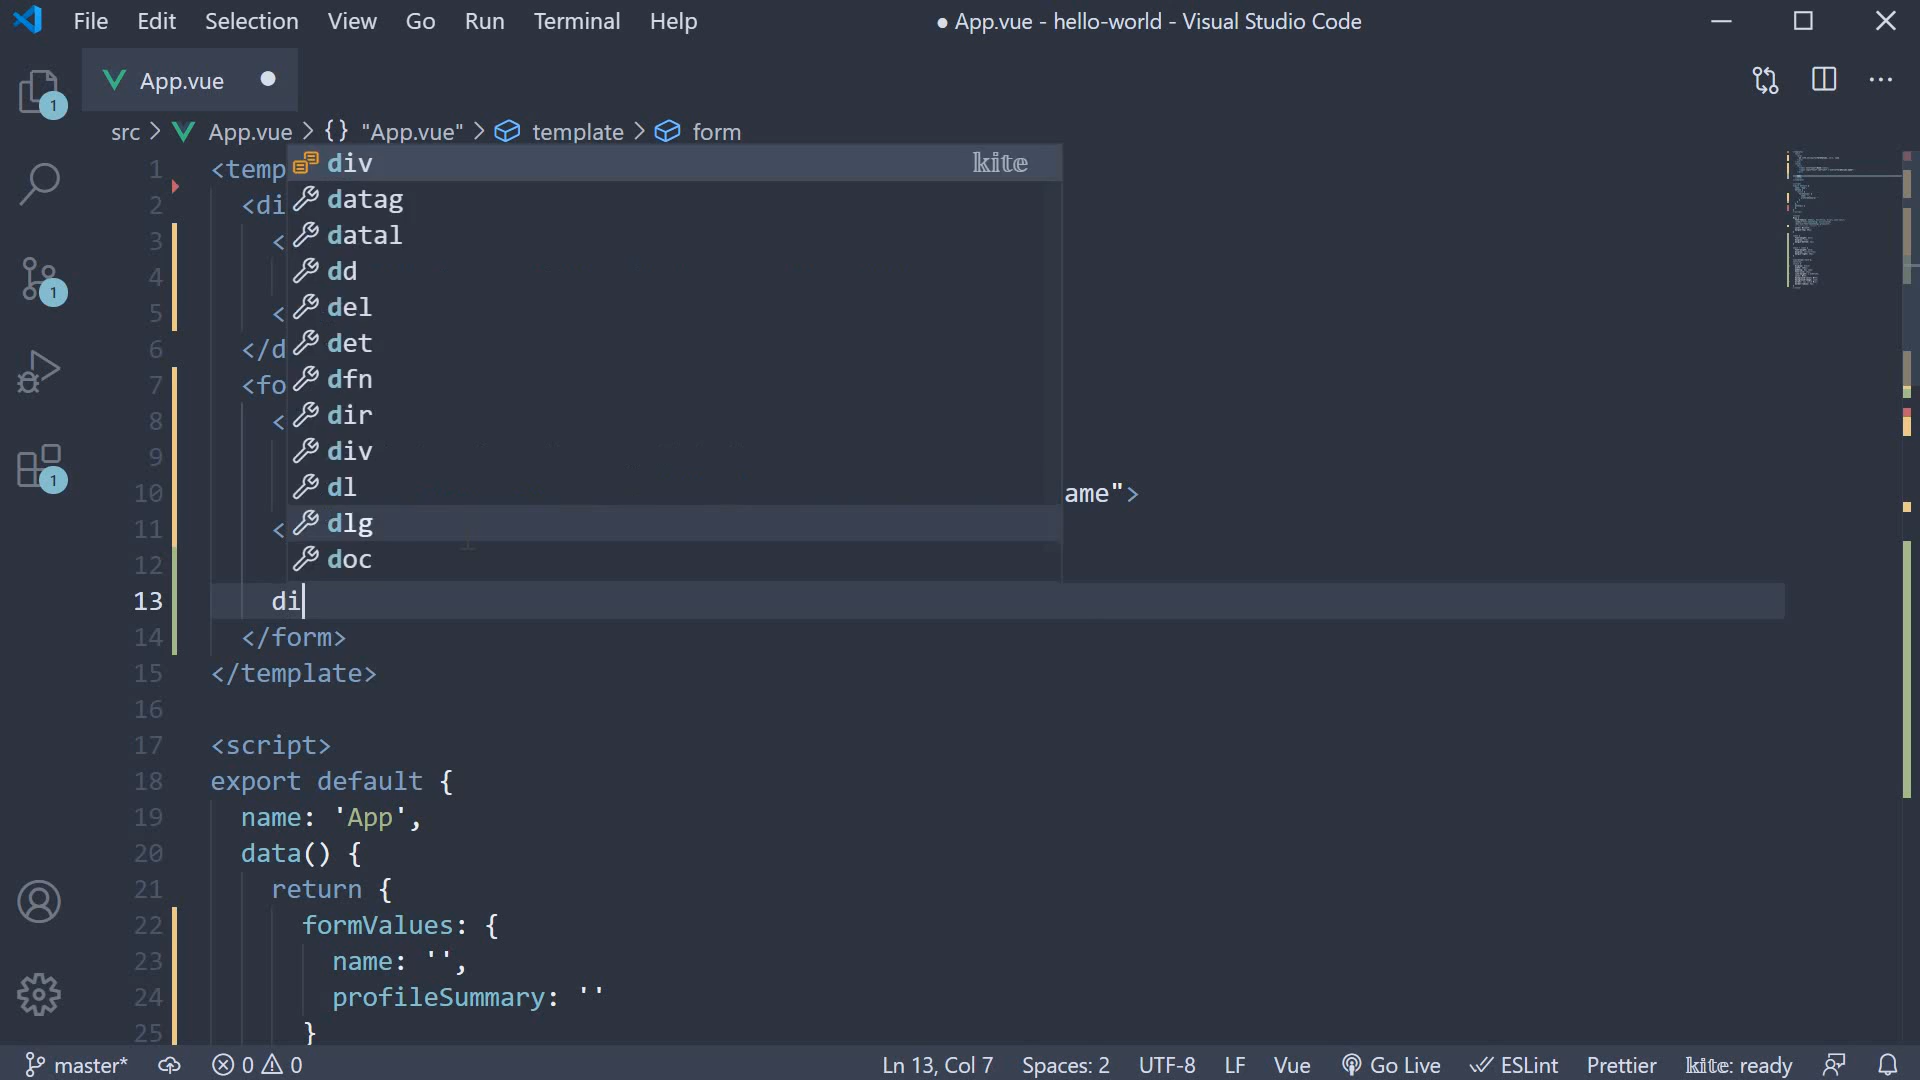 File Edit Selection View Go Run Terminal Help ● App.vue - hello-world - Visual Studio Code
App.vue
src > App.vue > {} "App.vue" > template > form
1 <temp
2 <di
3 <
4
5 <
6 </d
7 <fo
8 <
9
10 ame">
11 <
12
13 di
14 </form>
15 </template>
16
17 <script>
18 export default {
19 name: 'App',
20 data() {
21 return {
22 formValues: {
23 name: '',
24 profileSummary: ''
25 }
div kite
datag
datal
dd
del
det
dfn
dir
div
dl
dlg
doc
1
1
1
master* 0 0 Ln 13, Col 7 Spaces: 2 UTF-8 LF Vue Go Live ESLint Prettier kite: ready